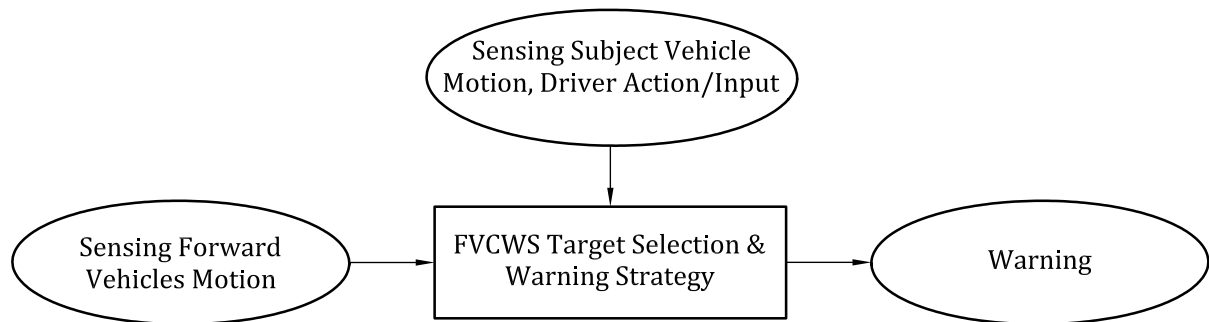 Sensing Subject Vehicle
Motion, Driver Action/Input
Sensing Forward
Vehicles Motion
FVCWS Target Selection &
Warning Strategy
Warning